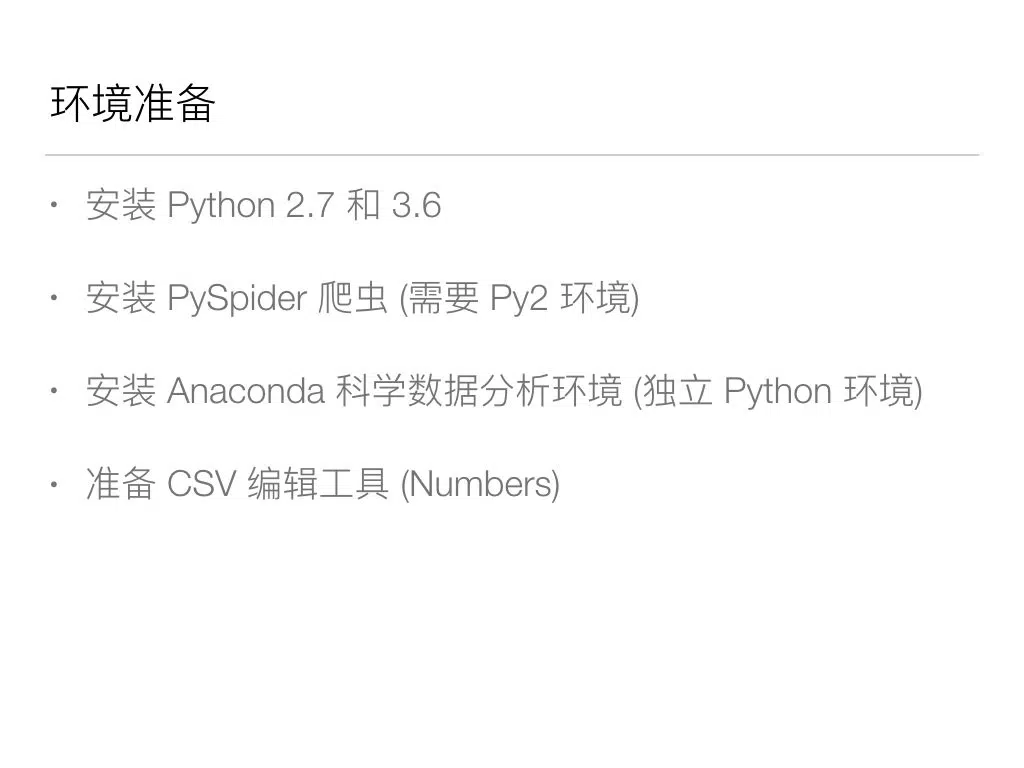 环境准备
• 安装 Python 2.7 和 3.6
• 安装 PySpider 爬虫 (需要 Py2 环境)
• 安装 Anaconda 科学数据分析环境 (独立 Python 环境)
• 准备 CSV 编辑工具 (Numbers)